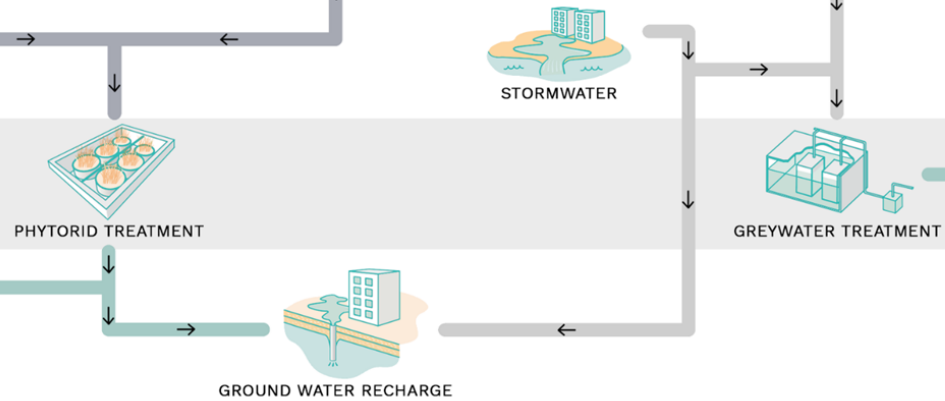 STORMWATER
PHYTORID TREATMENT
GREYWATER TREATMENT
GROUND WATER RECHARGE